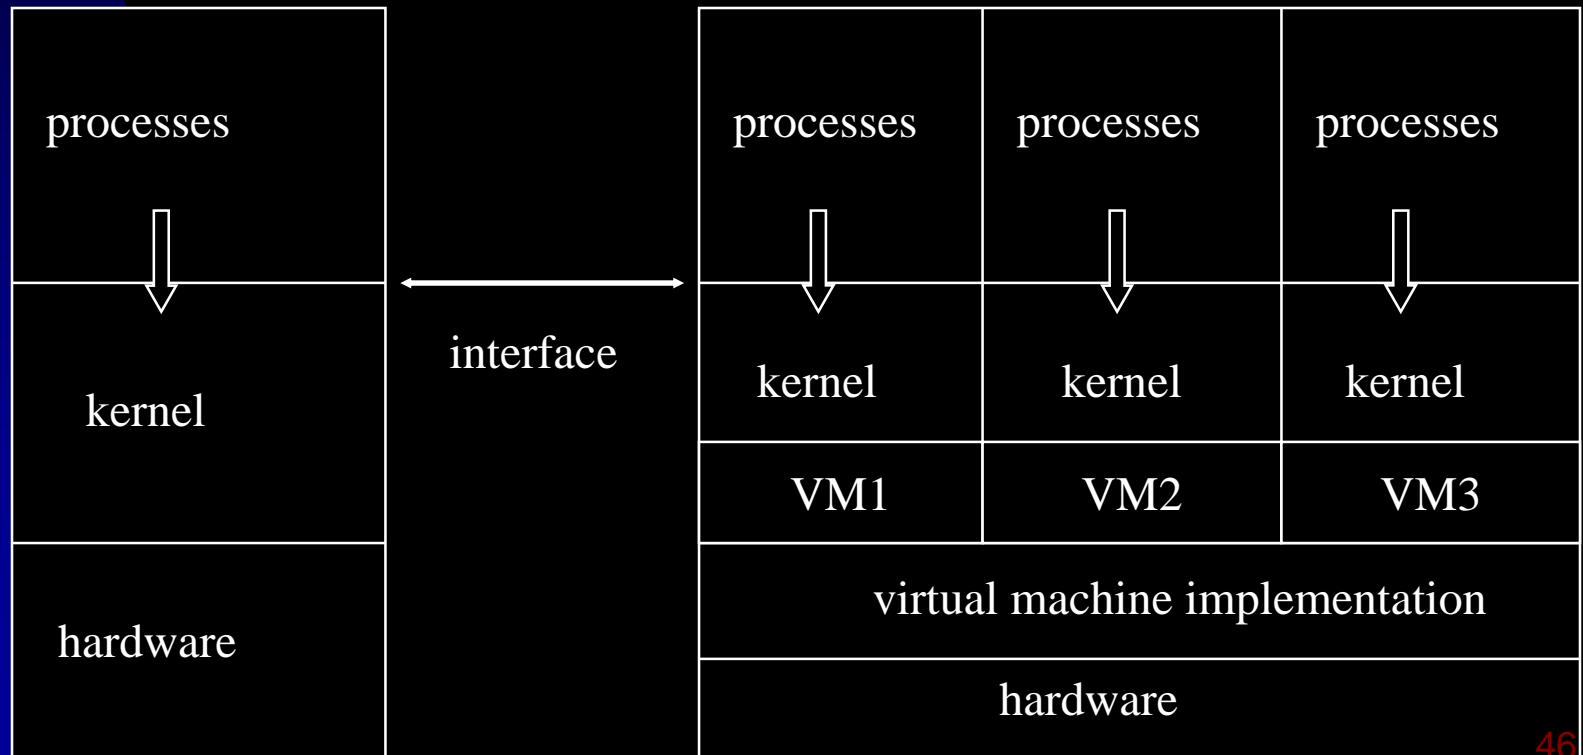 processes
kernel
hardware
interface
processes processes processes
kernel kernel kernel
VM1 VM2 VM3
virtual machine implementation
hardware
46